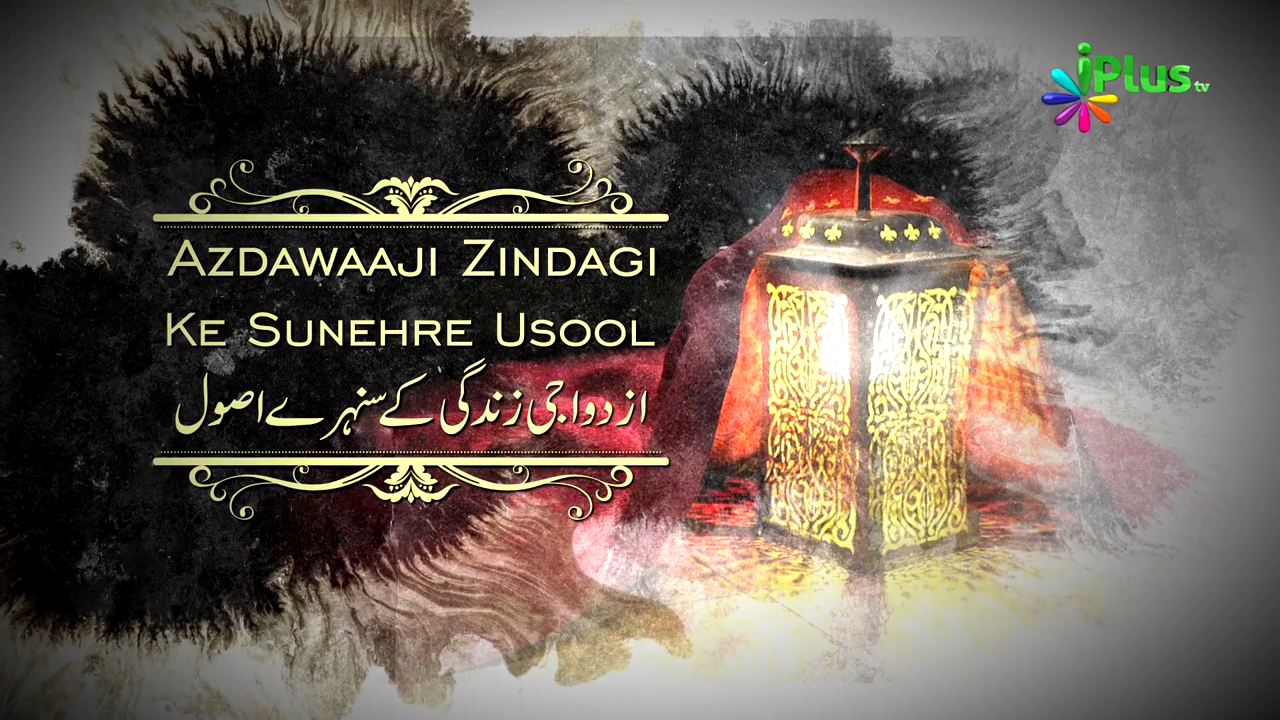 iPlus tv
AZDAWAAJI ZINDAGI
KE SUNEHRE USOOL
ازدواجی زندگی کے سنہرے اصول